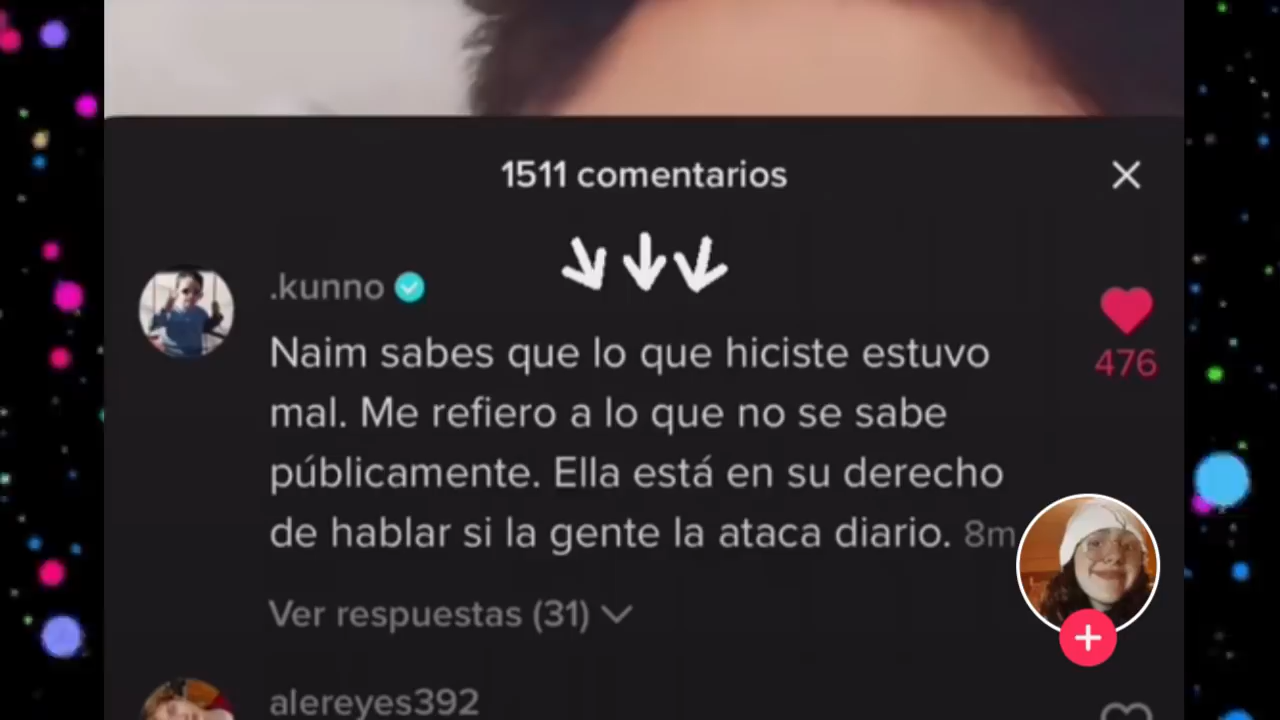 1511 comentarios
.kunno
Naim sabes que lo que hiciste estuvo
mal. Me refiero a lo que no se sabe
públicamente. Ella está en su derecho
de hablar si la gente la ataca diario. 8m
Ver respuestas (31)
476
alereyes392